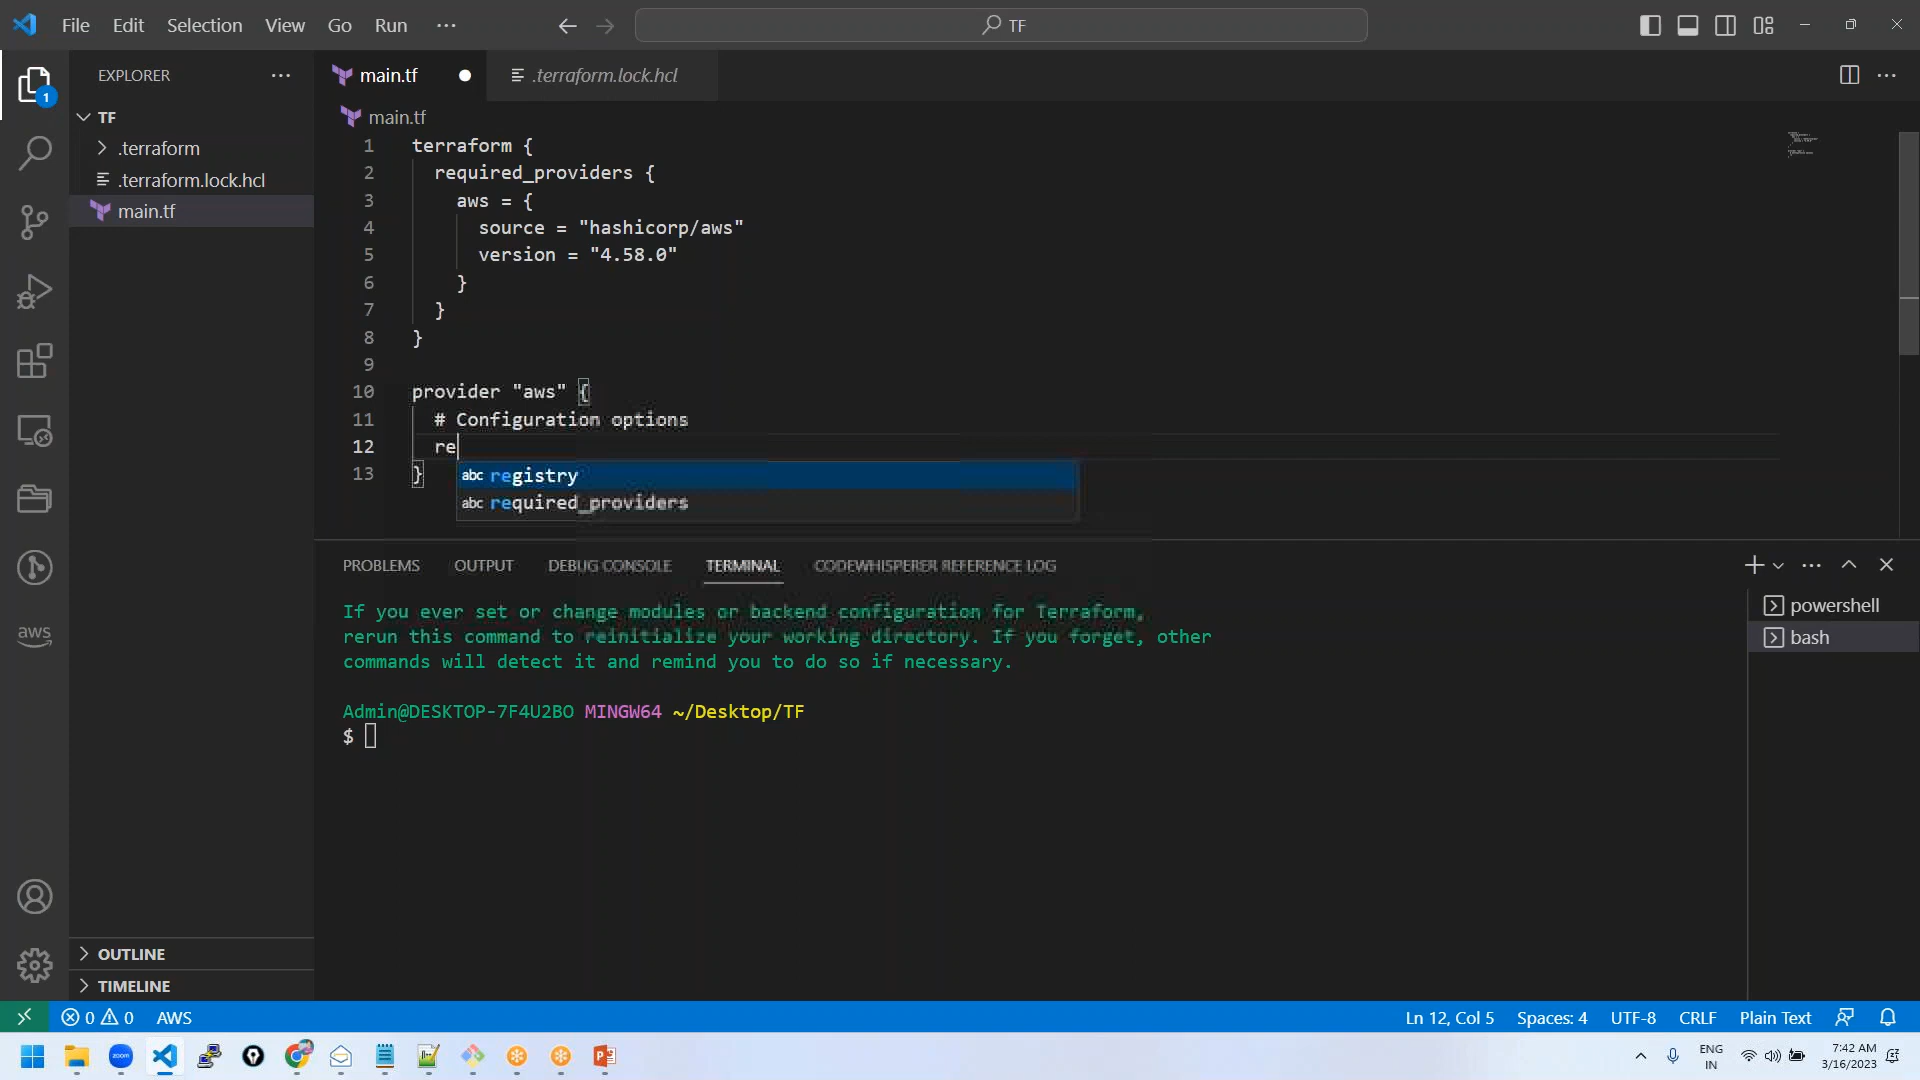 File Edit Selection View Go Run ...
TF
EXPLORER
main.tf
.terraform.lock.hcl
TF
.terraform
.terraform.lock.hcl
main.tf
main.tf
1 terraform {
2 required_providers {
3 aws = {
4 source = "hashicorp/aws"
5 version = "4.58.0"
6 }
7 }
8 }
9
10 provider "aws" {
11 # Configuration options
12 re
13 }
abc registry
abc required_providers
PROBLEMS OUTPUT DEBUG CONSOLE TERMINAL CODEWHISPERER REFERENCE LOG
If you ever set or change modules or backend configuration for Terraform,
rerun this command to reinitialize your working directory. If you forget, other
commands will detect it and remind you to do so if necessary.
Admin@DESKTOP-7F4U2BO MINGW64 ~/Desktop/TF
$
powershell
bash
1
aws
OUTLINE
TIMELINE
0 0 AWS
Ln 12, Col 5 Spaces: 4 UTF-8 CRLF Plain Text
zoom
ENG
IN
7:42 AM
3/16/2023